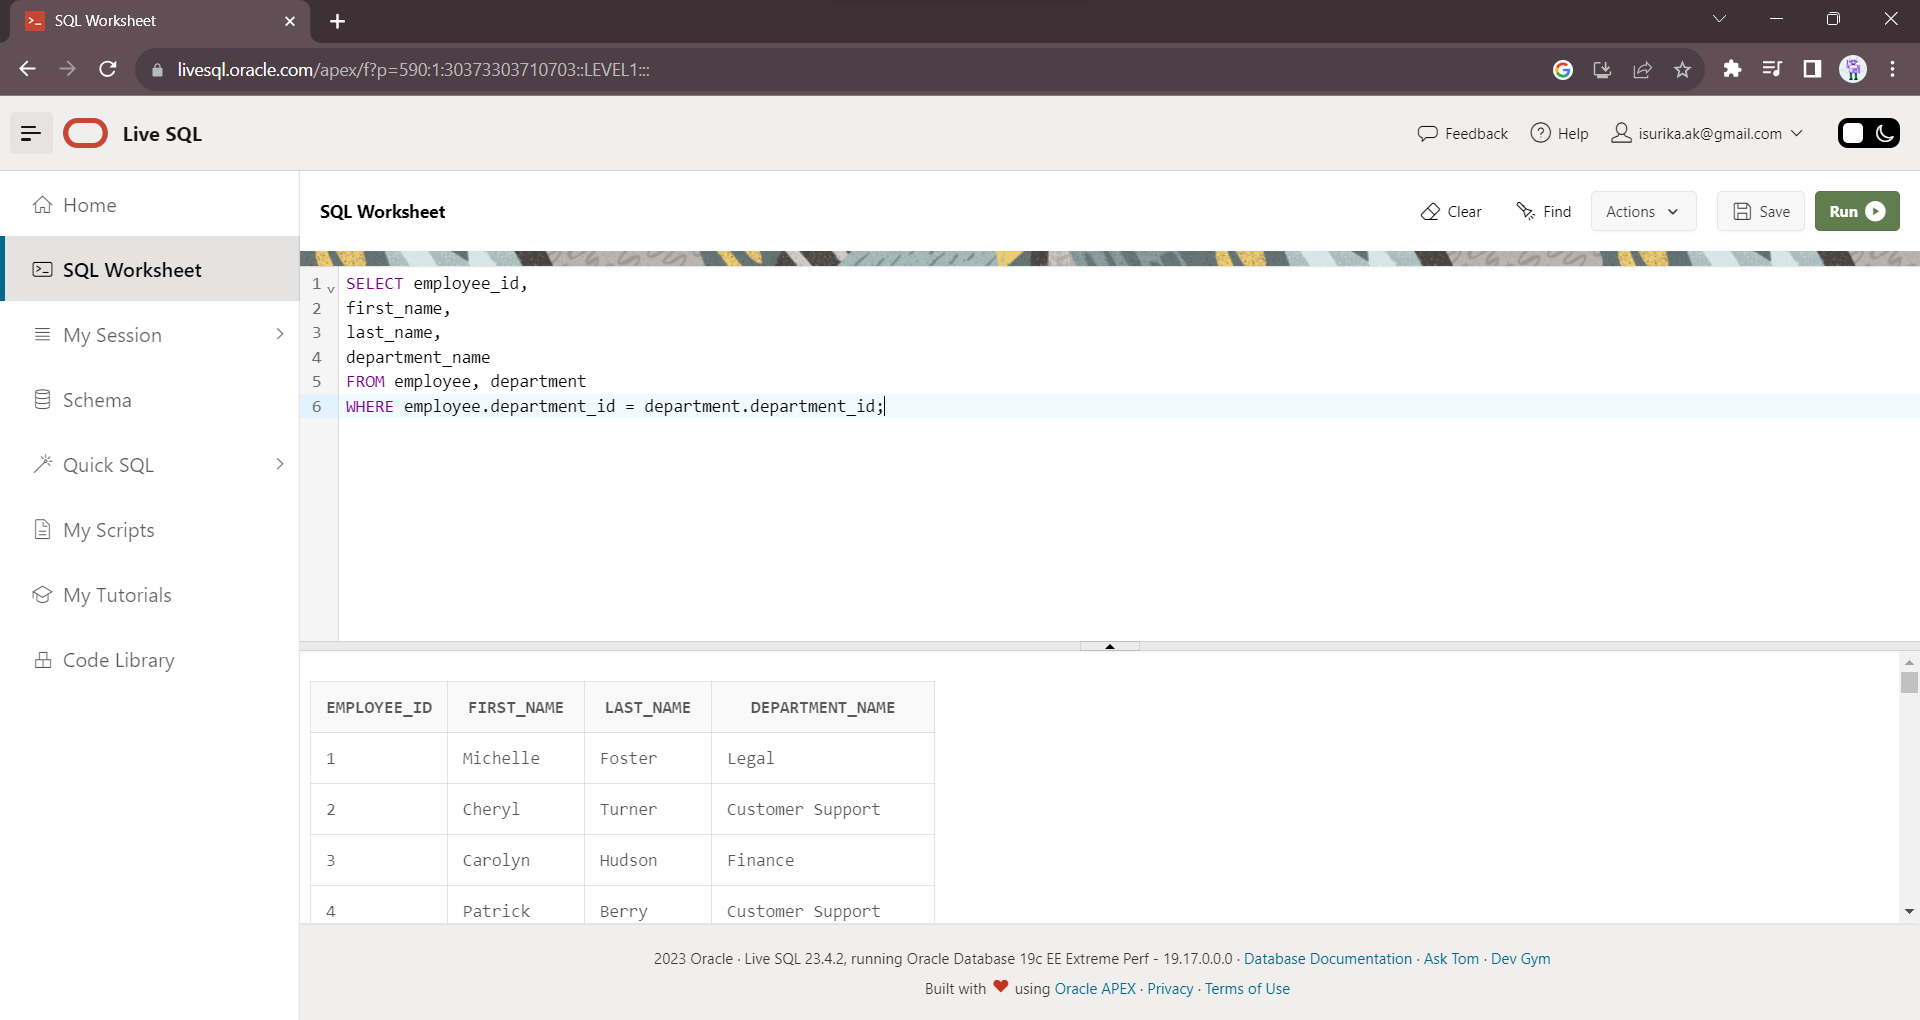 SQL Worksheet
livesql.oracle.com/apex/f?p=590:1:30373303710703::LEVEL1:::
Live SQL
Feedback
Help
isurika.ak@gmail.com
Home
SQL Worksheet
My Session
Schema
Quick SQL
My Scripts
My Tutorials
Code Library
SQL Worksheet
Clear
Find
Actions
Save
Run
1 SELECT employee_id,
2 first_name,
3 last_name,
4 department_name
5 FROM employee, department
6 WHERE employee.department_id = department.department_id;
EMPLOYEE_ID FIRST_NAME LAST_NAME DEPARTMENT_NAME
1 Michelle Foster Legal
2 Cheryl Turner Customer Support
3 Carolyn Hudson Finance
4 Patrick Berry Customer Support
2023 Oracle · Live SQL 23.4.2, running Oracle Database 19c EE Extreme Perf - 19.17.0.0.0 · Database Documentation · Ask Tom · Dev Gym
Built with ❤ using Oracle APEX · Privacy · Terms of Use